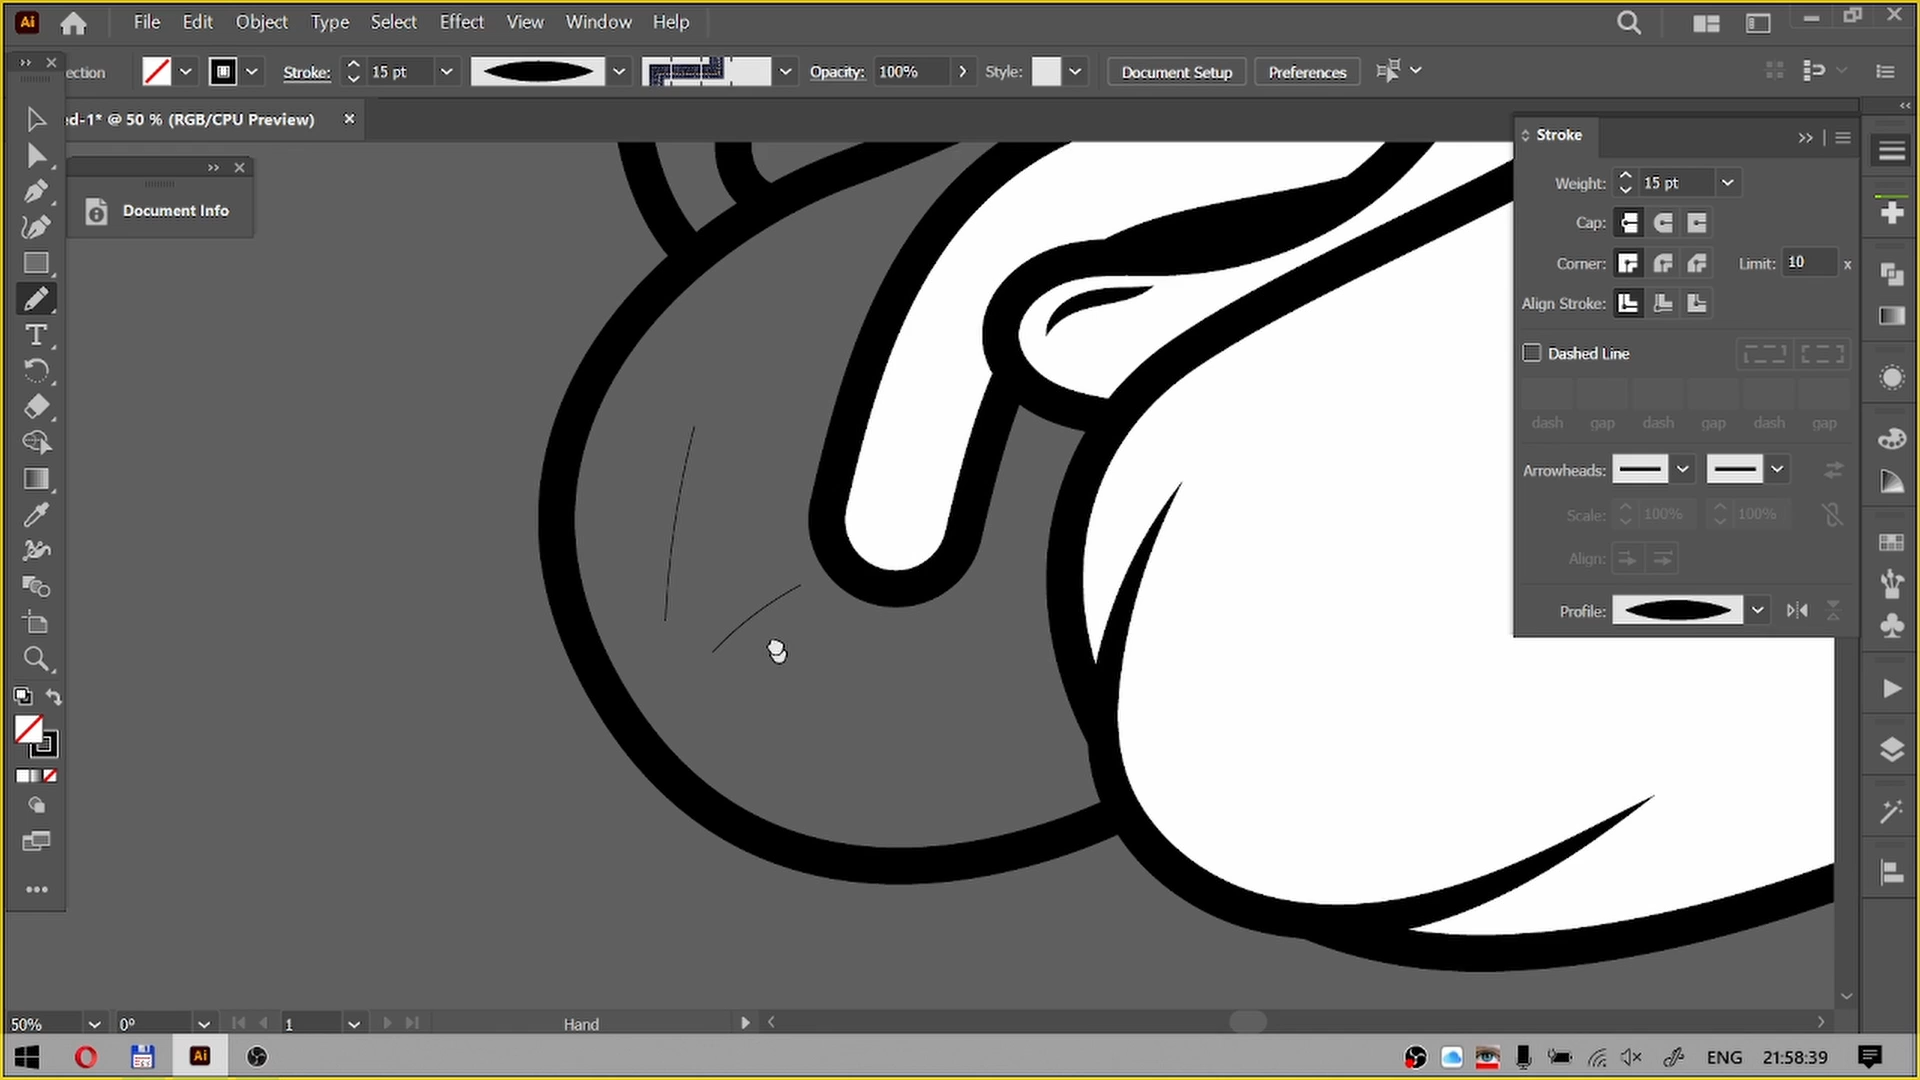 Ai File Edit Object Type Select Effect View Window Help
ection Stroke: 15 pt Opacity: 100% Style: Document Setup Preferences
ed-1* @ 50 % (RGB/CPU Preview)
Document Info
Stroke
Weight: 15 pt
Cap:
Corner: Limit: 10 x
Align Stroke:
Dashed Line
dash gap dash gap dash gap
Arrowheads:
Scale: 100% 100%
Align:
Profile:
50% 0° 1 Hand
Ai ENG 21:58:39